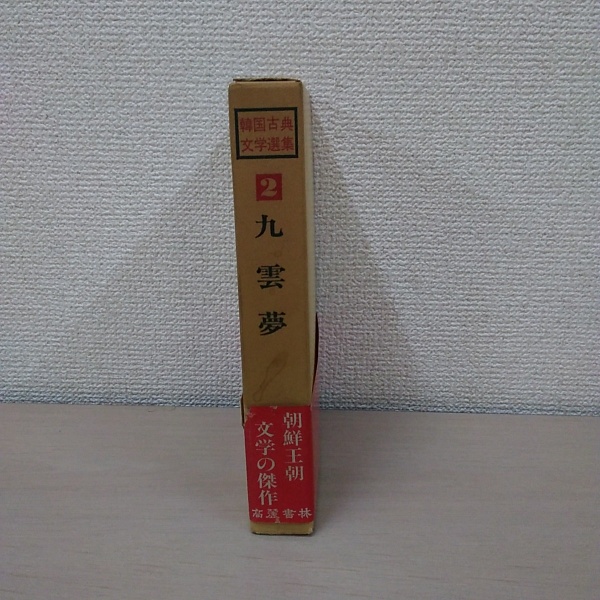 韓国古典
文学選集
2
九雲夢
朝鮮王朝
文学の傑作
高麗書林